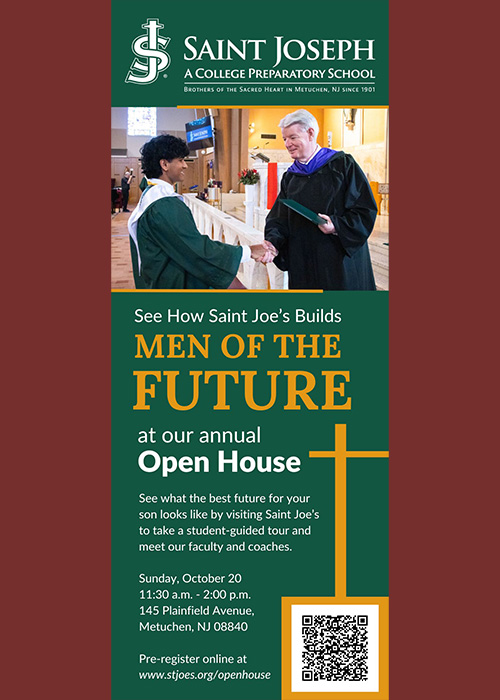 SJ
SAINT JOSEPH
A COLLEGE PREPARATORY SCHOOL
BROTHERS OF THE SACRED HEART IN METUCHEN, NJ SINCE 1901
See How Saint Joe's Builds
MEN OF THE
FUTURE
at our annual
Open House
See what the best future for your
son looks like by visiting Saint Joe's
to take a student-guided tour and
meet our faculty and coaches.
Sunday, October 20
11:30 a.m. - 2:00 p.m.
145 Plainfield Avenue,
Metuchen, NJ 08840
Pre-register online at
www.stjoes.org/openhouse